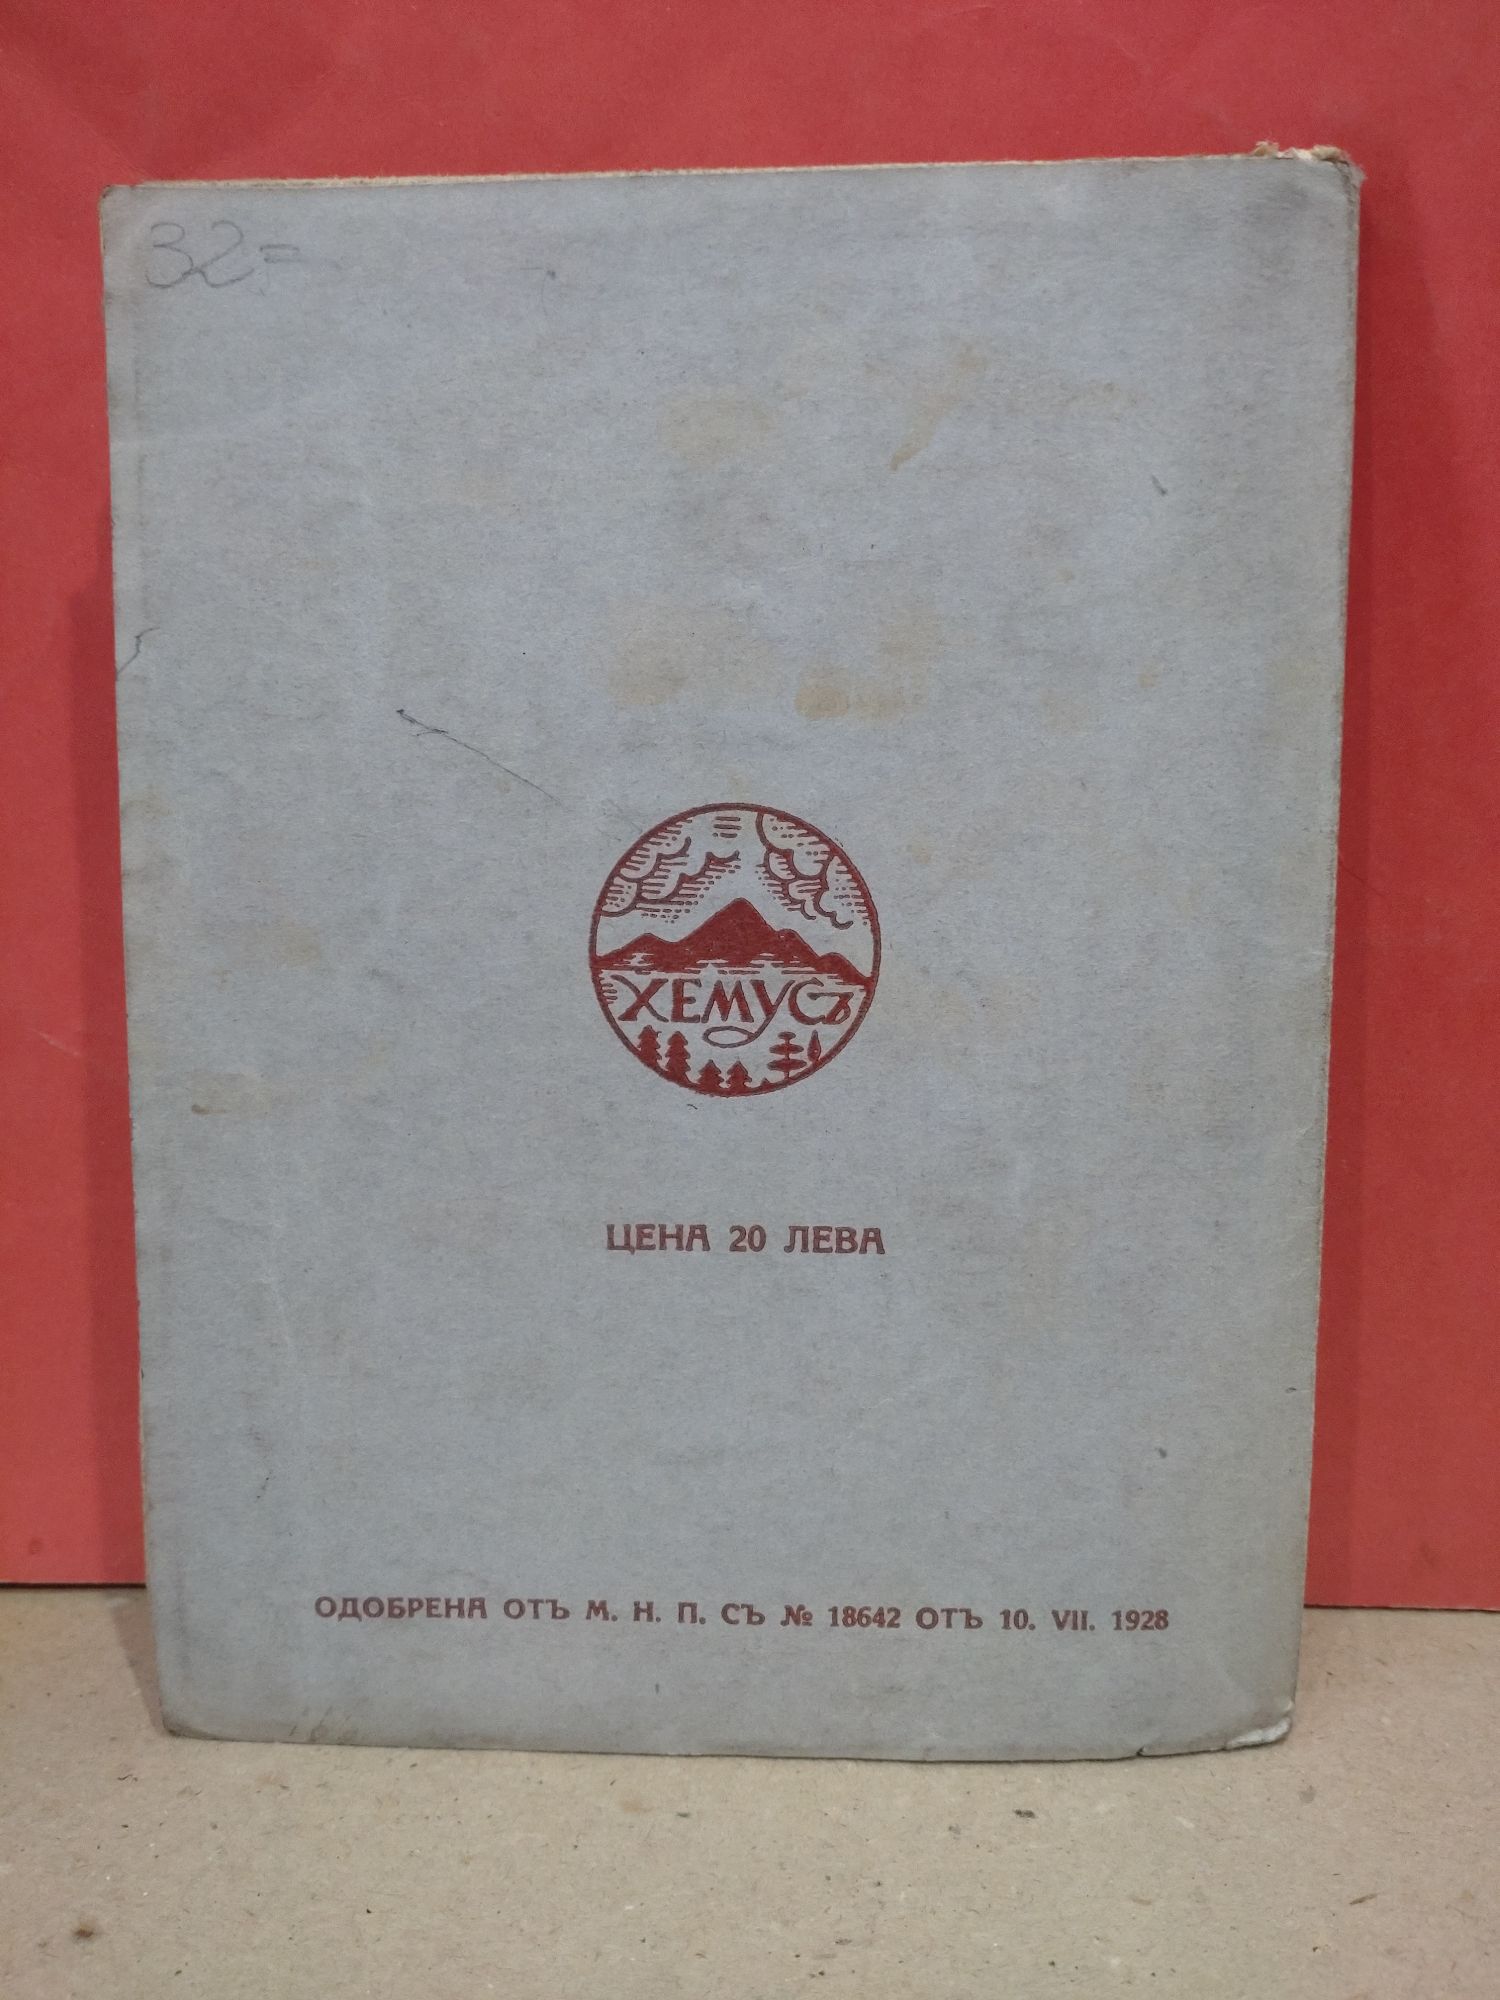 32=
ХЕМУСЪ
ЦЕНА 20 ЛЕВА
ОДОБРЕНА ОТЪ М. Н. П. СЪ № 18642 ОТЪ 10. VII. 1928